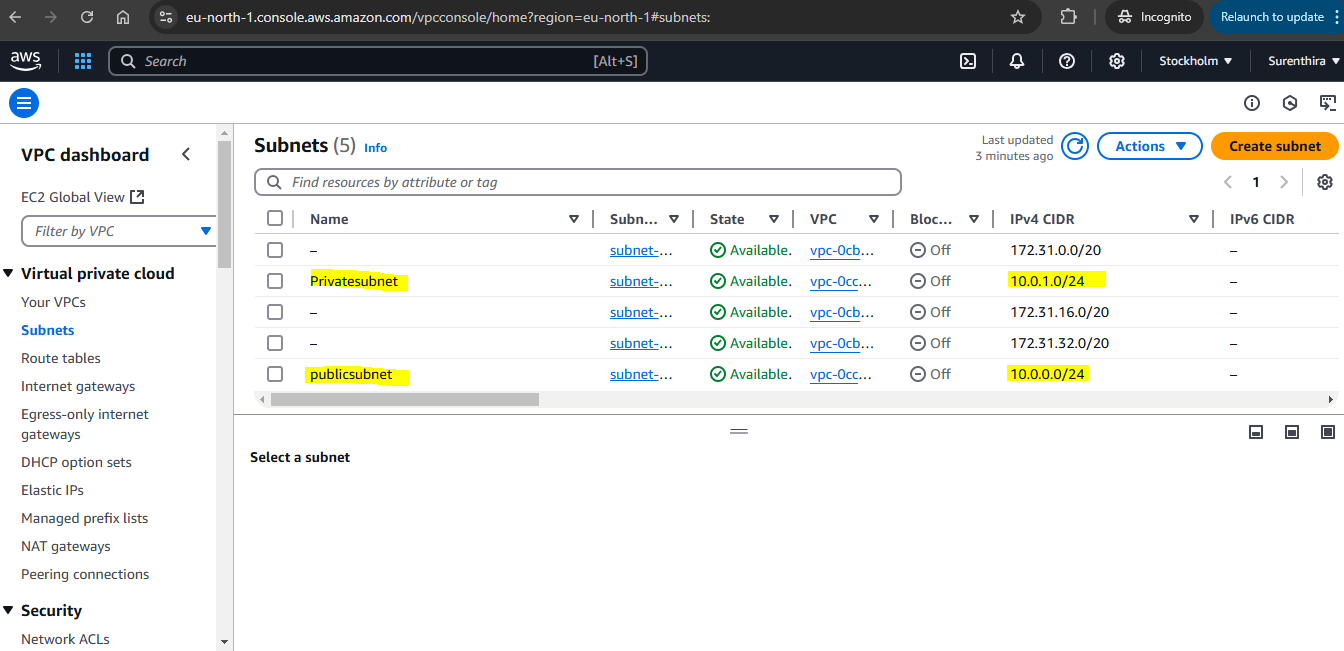 eu-north-1.console.aws.amazon.com/vpcconsole/home?region=eu-north-1#subnets:
Incognito
Relaunch to update
aws
Search
[Alt+S]
Stockholm
Surenthira
VPC dashboard
EC2 Global View
Filter by VPC
Virtual private cloud
Your VPCs
Subnets
Route tables
Internet gateways
Egress-only internet
gateways
DHCP option sets
Elastic IPs
Managed prefix lists
NAT gateways
Peering connections
Security
Network ACLs
Subnets (5) Info
Last updated
3 minutes ago
Actions
Create subnet
Find resources by attribute or tag
1
Name Subn... State VPC Bloc... IPv4 CIDR IPv6 CIDR
– subnet-... Available. vpc-0cb... Off 172.31.0.0/20 –
Privatesubnet subnet-... Available. vpc-0cc... Off 10.0.1.0/24 –
– subnet-... Available. vpc-0cb... Off 172.31.16.0/20 –
– subnet-... Available. vpc-0cb... Off 172.31.32.0/20 –
publicsubnet subnet-... Available. vpc-0cc... Off 10.0.0.0/24 –
Select a subnet